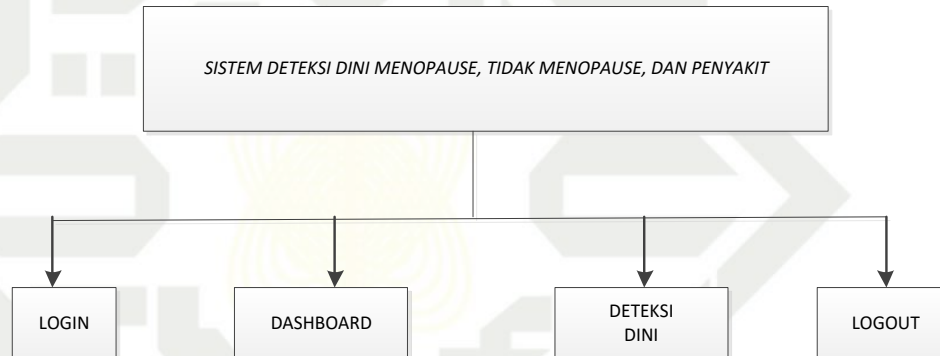 SISTEM DETEKSI DINI MENOPAUSE, TIDAK MENOPAUSE, DAN PENYAKIT
LOGIN
DASHBOARD
DETEKSI
DINI
LOGOUT